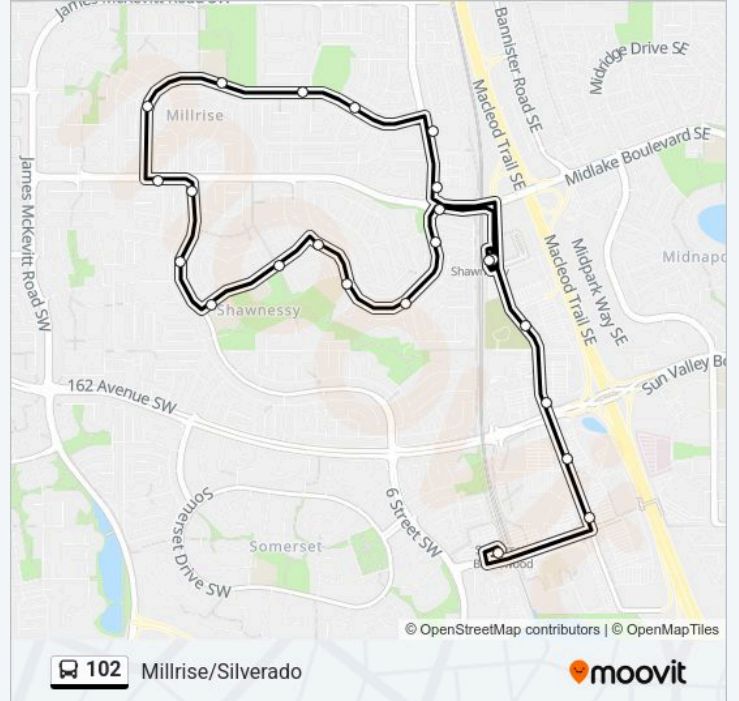 James McKevitt Road SW
Bannister Road SE
Midridge Drive SE
Macleod Trail SE
Millrise
Midlake Boulevard SE
James McKevitt Road SW
Midnapo
Macleod Trail SE
Midpark Way SE
Shawnessy
Shawnessy
162 Avenue SW
Sun Valley Bo
6 Street SW
Somerset
Somerset Drive SW
© OpenStreetMap contributors | © OpenMapTiles
102 Millrise/Silverado
moovit